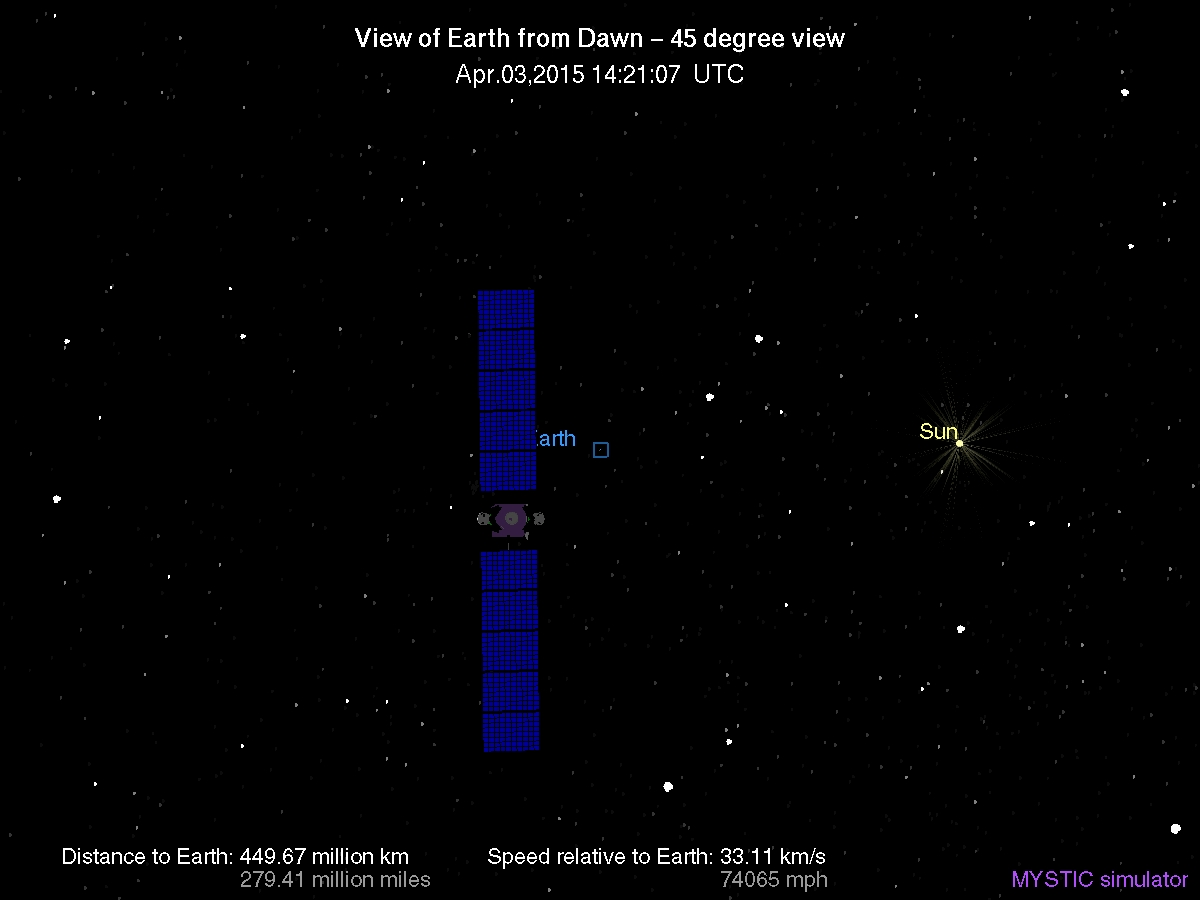 View of Earth from Dawn – 45 degree view
Apr.03,2015 14:21:07 UTC
Sun
arth
Distance to Earth: 449.67 million km
279.41 million miles
Speed relative to Earth: 33.11 km/s
74065 mph
MYSTIC simulator